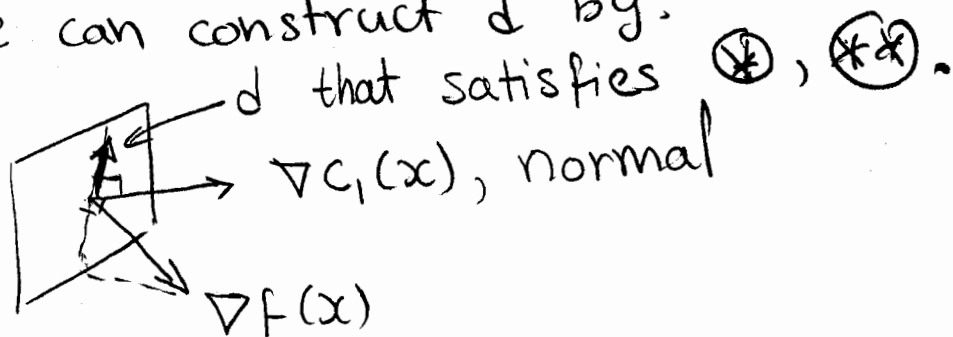 can construct d by.
d that satisfies ⊛, (**).
∇c₁(x), normal
∇f(x)